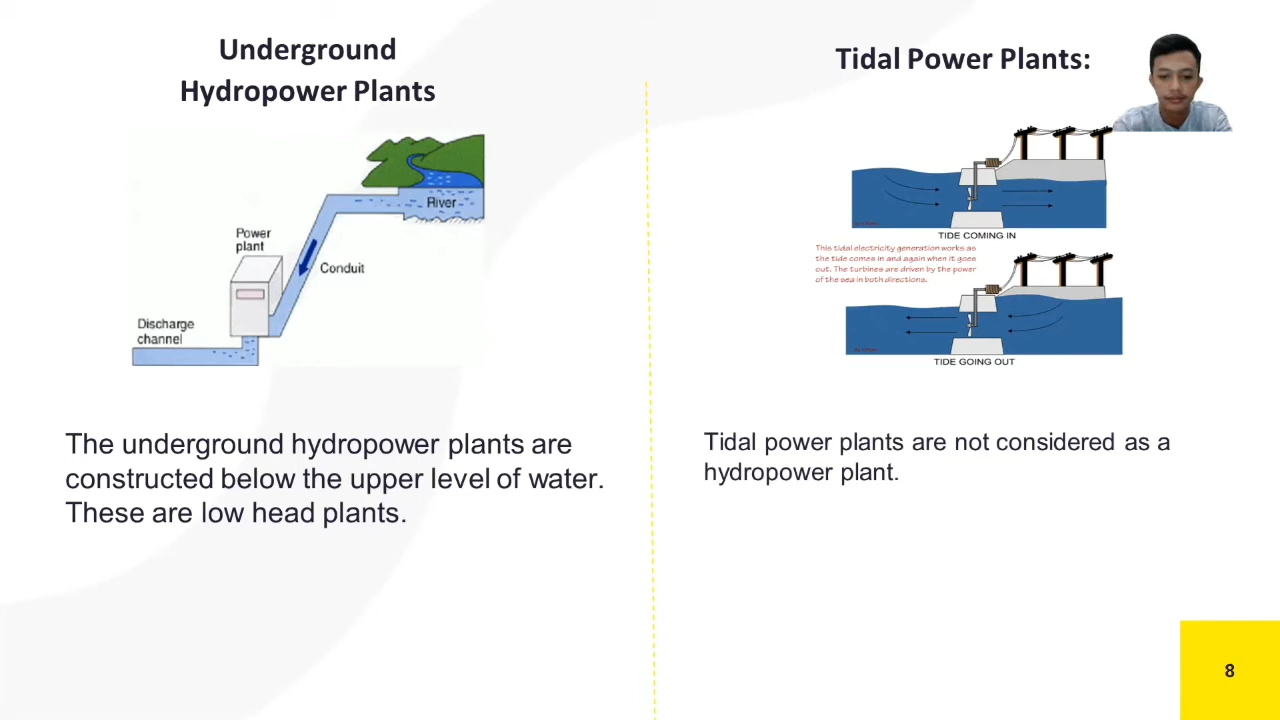 Underground
Hydropower Plants
River
Power
plant
Conduit
Discharge
channel
The underground hydropower plants are
constructed below the upper level of water.
These are low head plants.
Tidal Power Plants:
TIDE COMING IN
This tidal electricity generation works as
the tide comes in and again when it goes
out. The turbines are driven by the power
of the sea in both directions.
TIDE GOING OUT
Tidal power plants are not considered as a
hydropower plant.
8